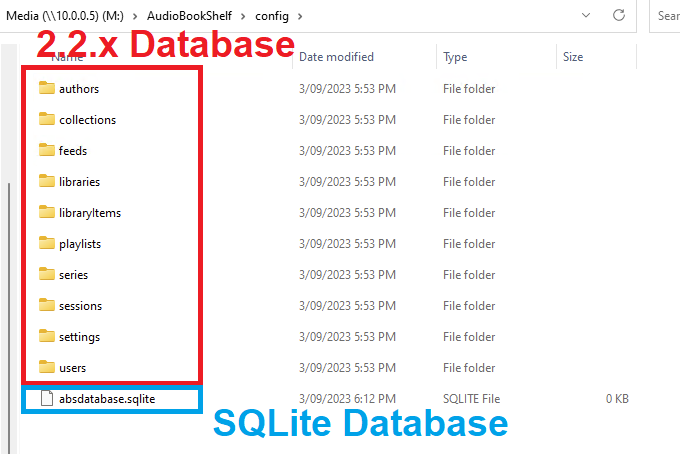 Media (\\10.0.0.5) (M:) > AudioBookShelf > config > Sear
2.2.x Database
Name Date modified Type Size
authors 3/09/2023 5:53 PM File folder
collections 3/09/2023 5:53 PM File folder
feeds 3/09/2023 5:53 PM File folder
libraries 3/09/2023 5:53 PM File folder
libraryItems 3/09/2023 5:53 PM File folder
playlists 3/09/2023 5:53 PM File folder
series 3/09/2023 5:53 PM File folder
sessions 3/09/2023 5:53 PM File folder
settings 3/09/2023 5:53 PM File folder
users 3/09/2023 5:53 PM File folder
absdatabase.sqlite 3/09/2023 6:12 PM SQLITE File 0 KB
SQLite Database